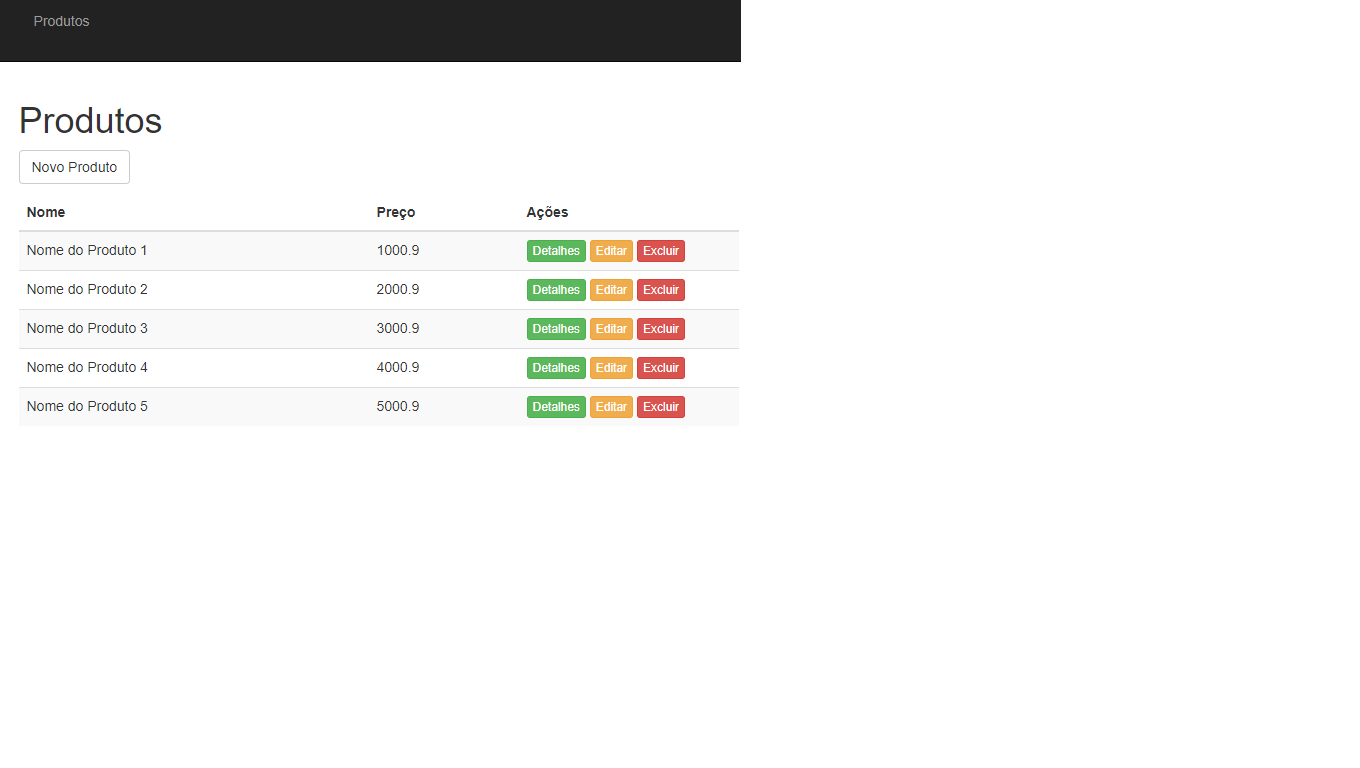 Produtos
Produtos
Novo Produto
Nome Preço Ações
Nome do Produto 1 1000.9 Detalhes Editar Excluir
Nome do Produto 2 2000.9 Detalhes Editar Excluir
Nome do Produto 3 3000.9 Detalhes Editar Excluir
Nome do Produto 4 4000.9 Detalhes Editar Excluir
Nome do Produto 5 5000.9 Detalhes Editar Excluir